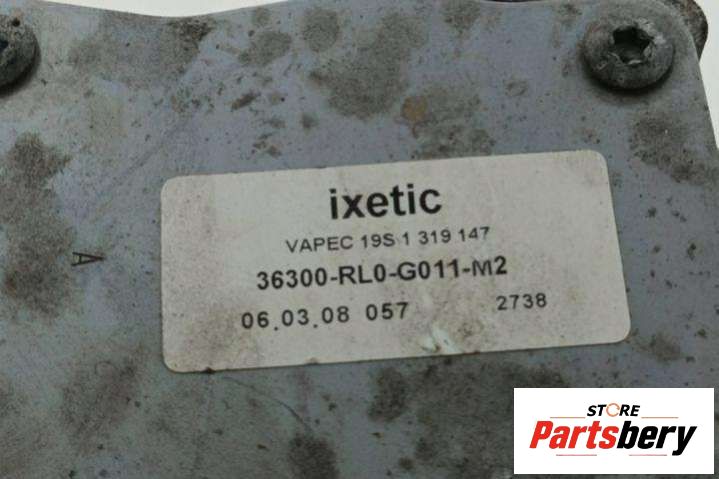 ixetic
VAPEC 19S 1 319 147
36300-RL0-G011-M2
06.03.08 057 2738
A
STORE
Partsbery